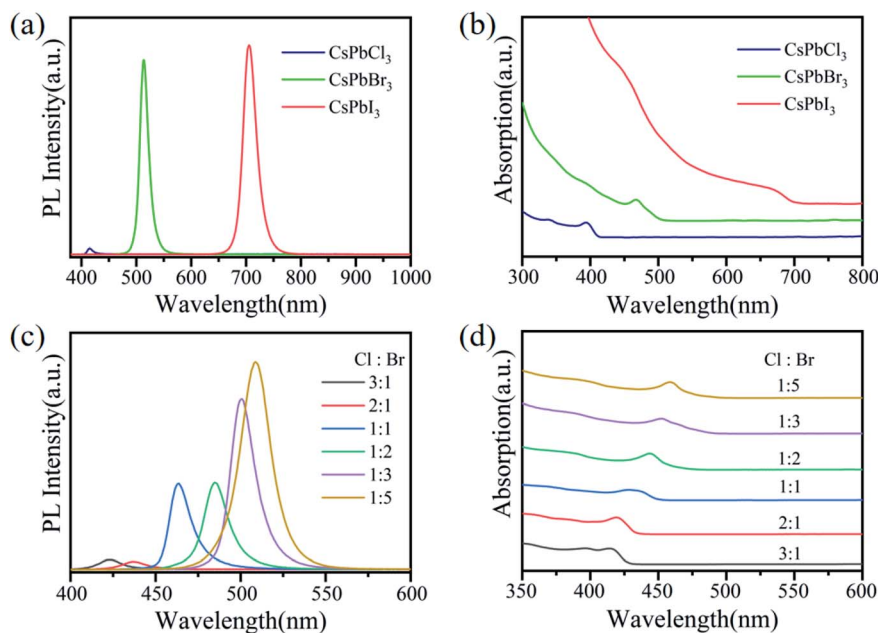 (a)
PL Intensity(a.u.)
CsPbCl₃
CsPbBr₃
CsPbI₃
400 500 600 700 800 900 1000
Wavelength(nm)
(b)
Absorption(a.u.)
CsPbCl₃
CsPbBr₃
CsPbI₃
300 400 500 600 700 800
Wavelength(nm)
(c)
PL Intensity(a.u.)
Cl : Br
3:1
2:1
1:1
1:2
1:3
1:5
400 450 500 550 600
Wavelength(nm)
(d)
Absorption(a.u.)
Cl : Br
1:5
1:3
1:2
1:1
2:1
3:1
350 400 450 500 550 600
Wavelength(nm)